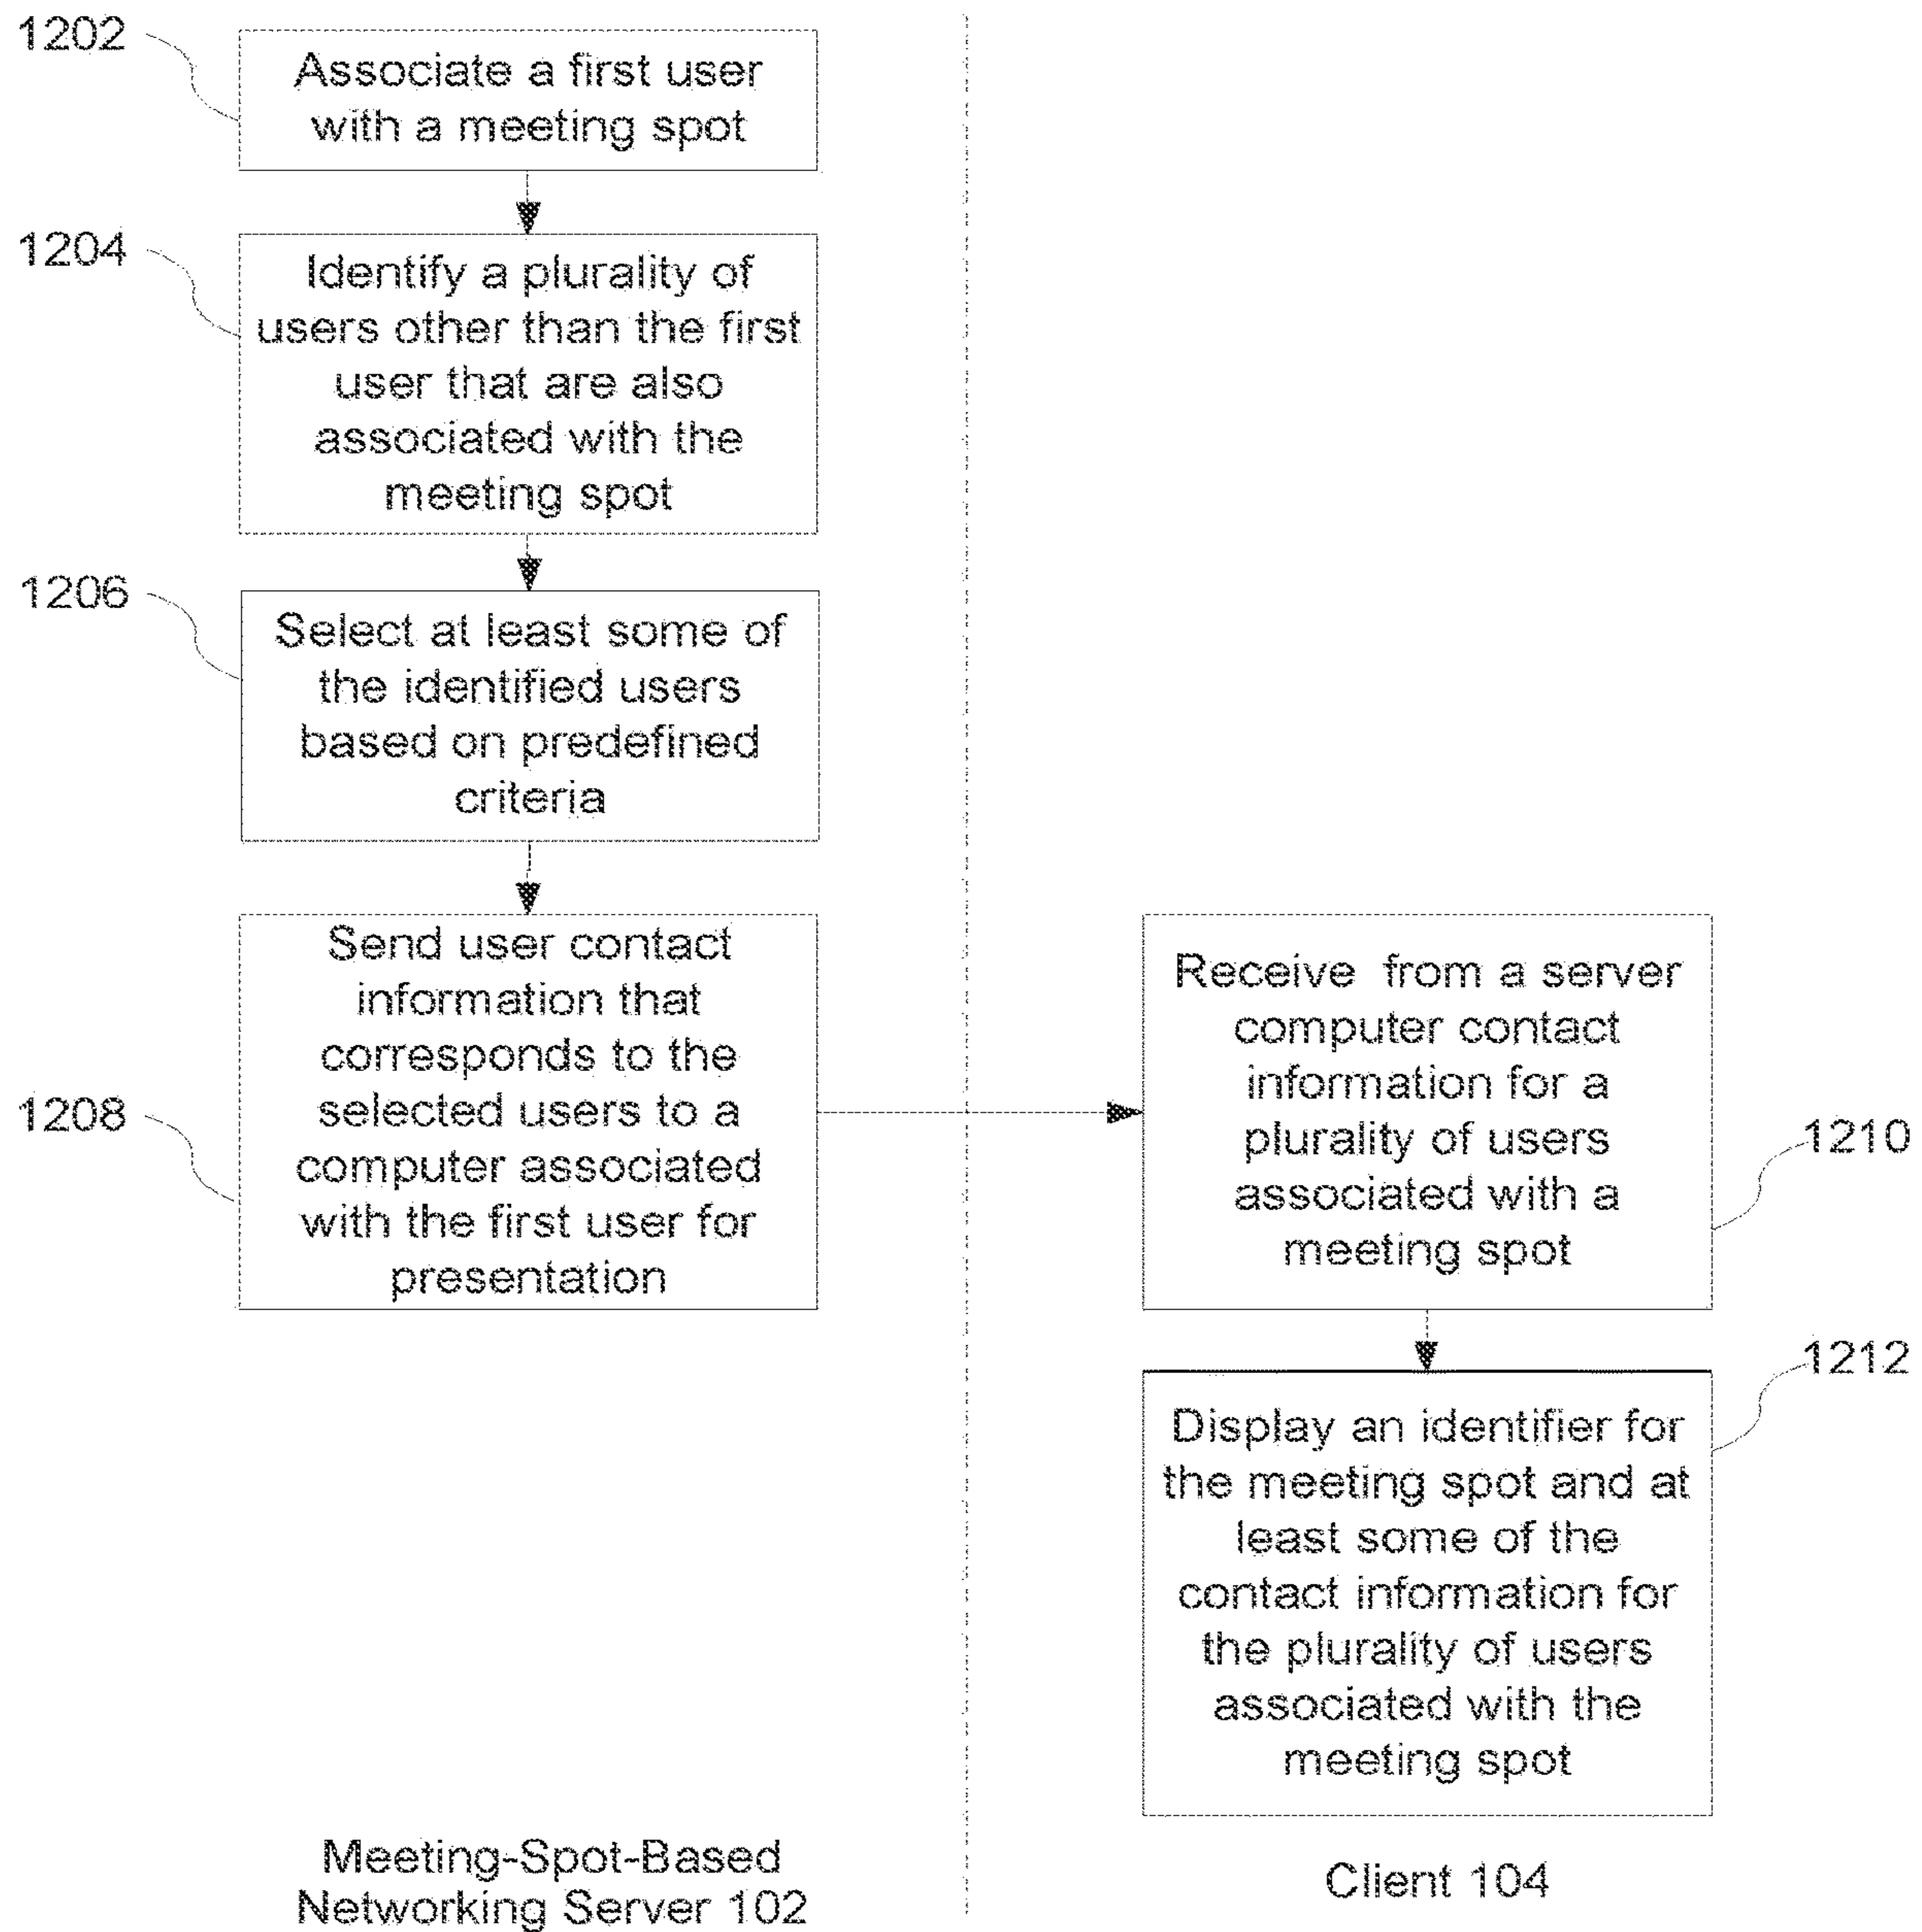 1202
Associate a first user
with a meeting spot
1204
Identify a plurality of
users other than the first
user that are also
associated with the
meeting spot
1206
Select at least some of
the identified users
based on predefined
criteria
1208
Send user contact
information that
corresponds to the
selected users to a
computer associated
with the first user for
presentation
Meeting-Spot-Based
Networking Server 102
1210
Receive from a server
computer contact
information for a
plurality of users
associated with a
meeting spot
1212
Display an identifier for
the meeting spot and at
least some of the
contact information for
the plurality of users
associated with the
meeting spot
Client 104